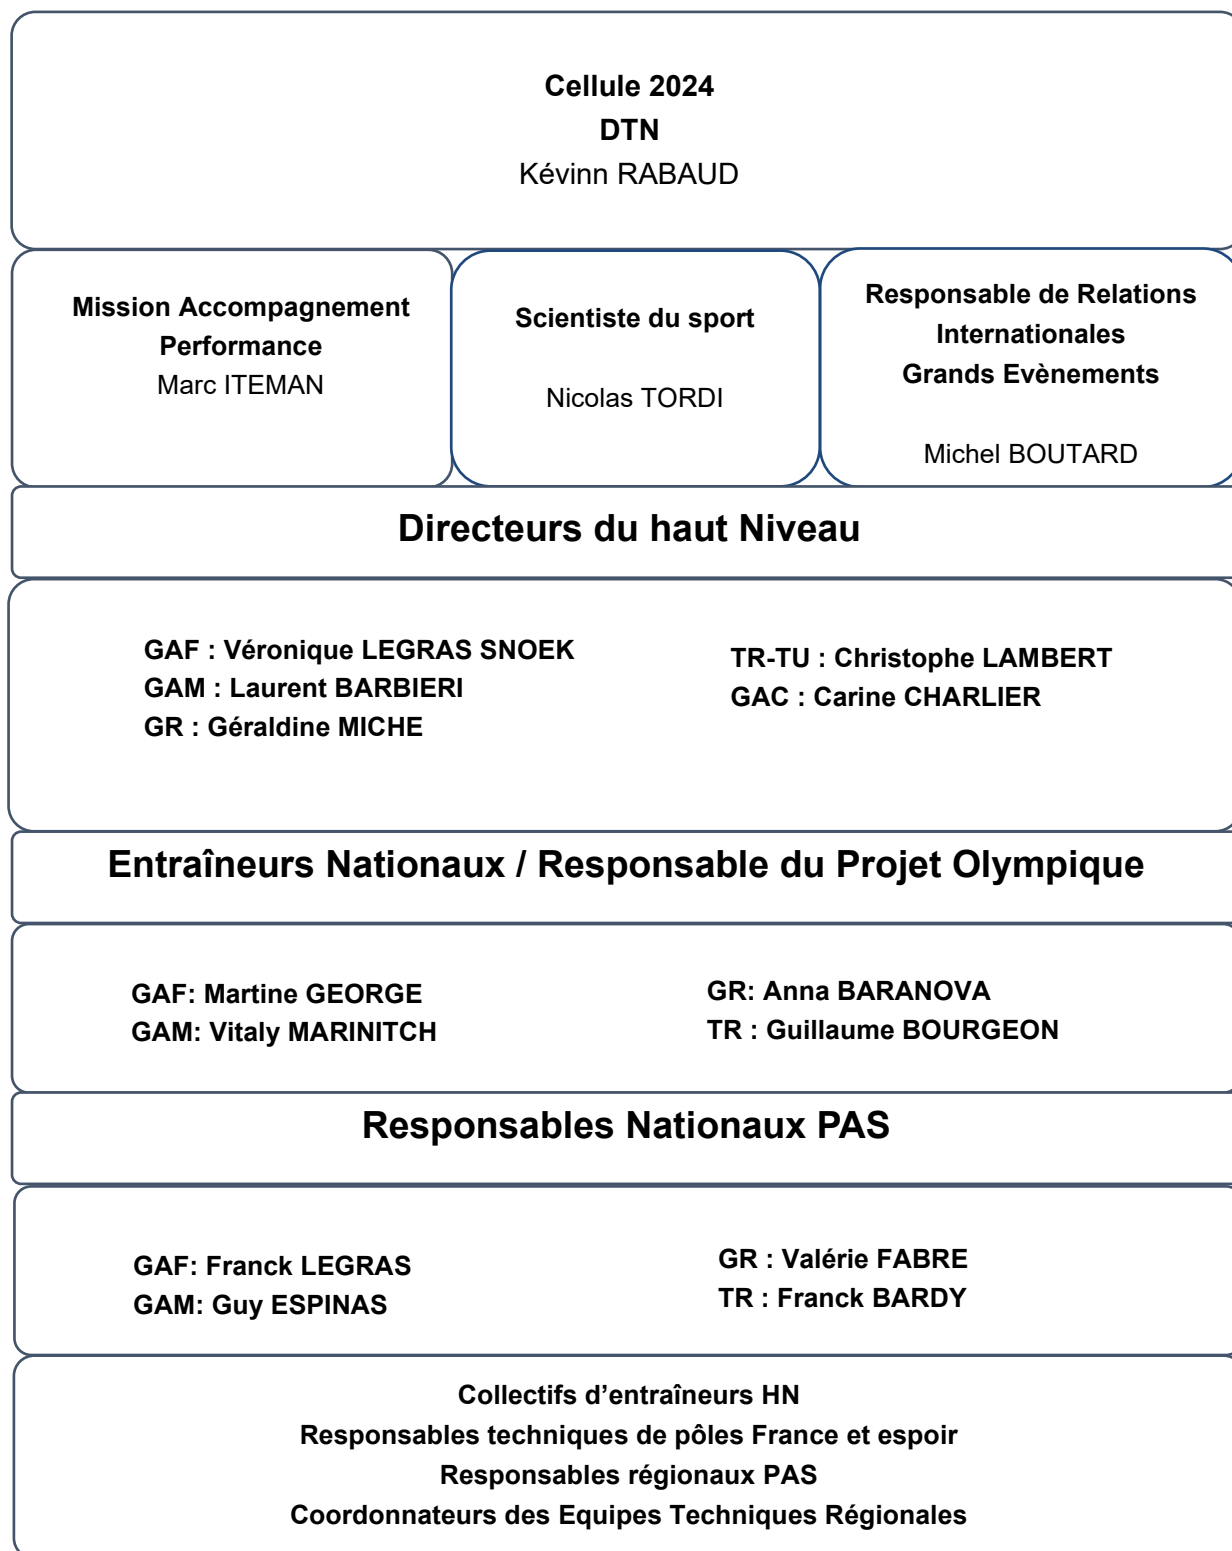 Cellule 2024
DTN
Kévinn RABAUD
Mission Accompagnement
Performance
Marc ITEMAN
Scientiste du sport
Nicolas TORDI
Responsable de Relations
Internationales
Grands Evènements
Michel BOUTARD
Directeurs du haut Niveau
GAF : Véronique LEGRAS SNOEK
GAM : Laurent BARBIERI
GR : Géraldine MICHE
TR-TU : Christophe LAMBERT
GAC : Carine CHARLIER
Entraîneurs Nationaux / Responsable du Projet Olympique
GAF: Martine GEORGE
GAM: Vitaly MARINITCH
GR: Anna BARANOVA
TR : Guillaume BOURGEON
Responsables Nationaux PAS
GAF: Franck LEGRAS
GAM: Guy ESPINAS
GR : Valérie FABRE
TR : Franck BARDY
Collectifs d’entraîneurs HN
Responsables techniques de pôles France et espoir
Responsables régionaux PAS
Coordonnateurs des Equipes Techniques Régionales